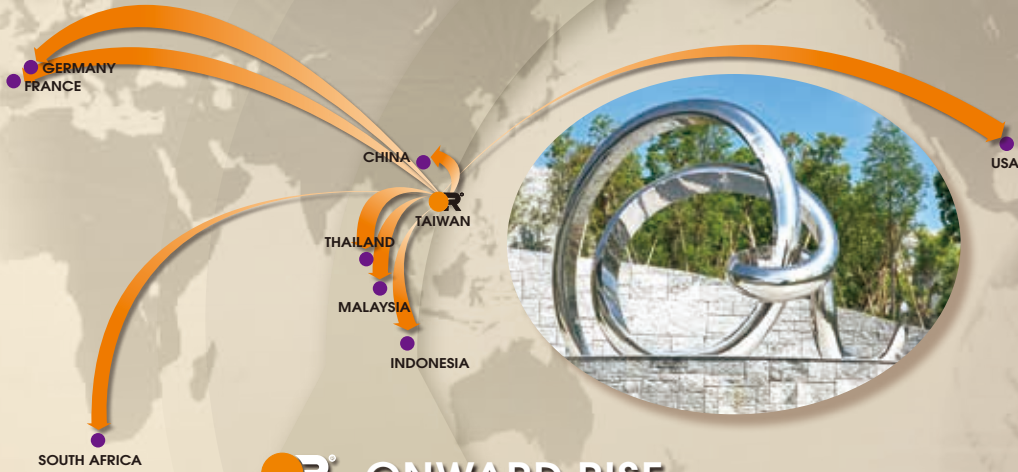 GERMANY
FRANCE
CHINA
USA
R
TAIWAN
THAILAND
MALAYSIA
INDONESIA
SOUTH AFRICA
R ONWARD RISE